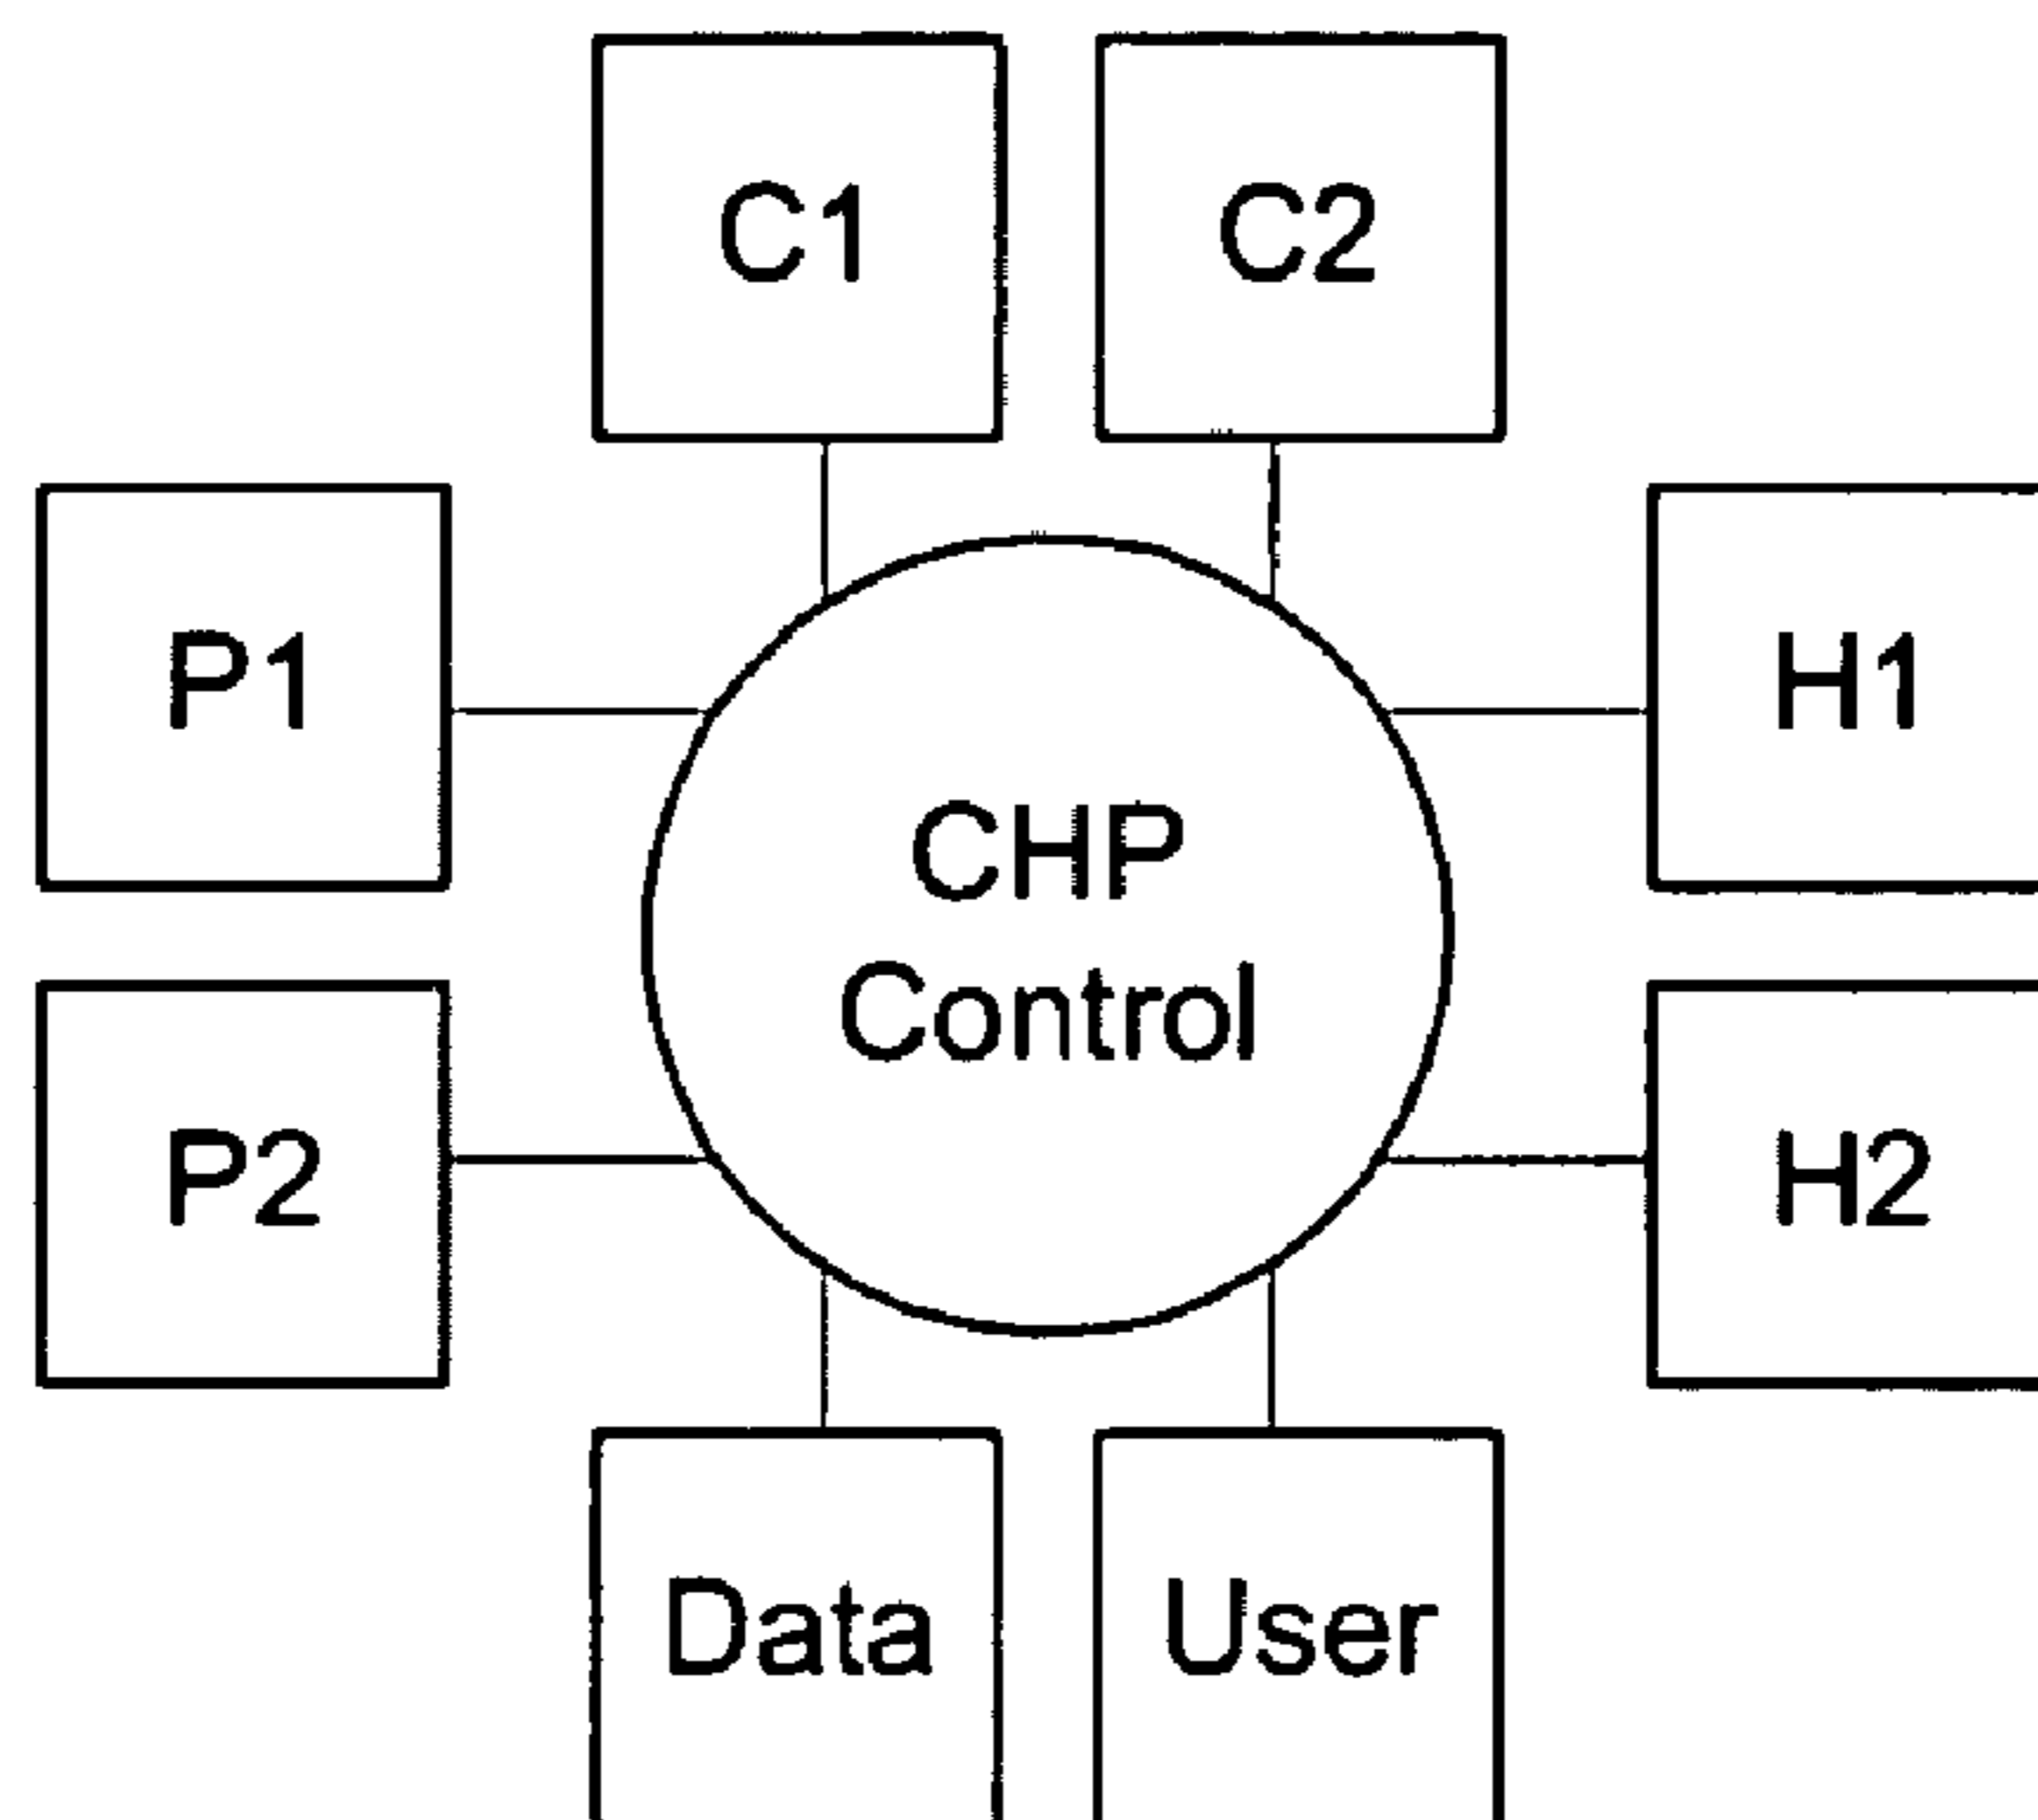 C1 C2
P1 H1
CHP
Control
P2 H2
Data User